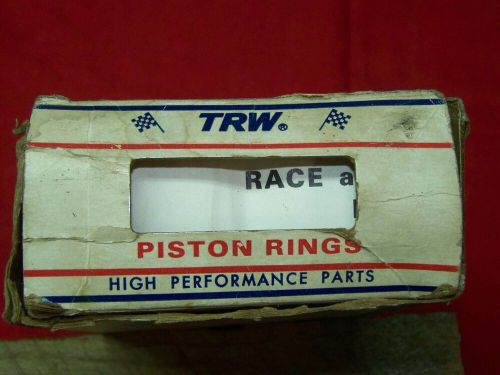 TRW®
RACE a
PISTON RINGS
HIGH PERFORMANCE PARTS